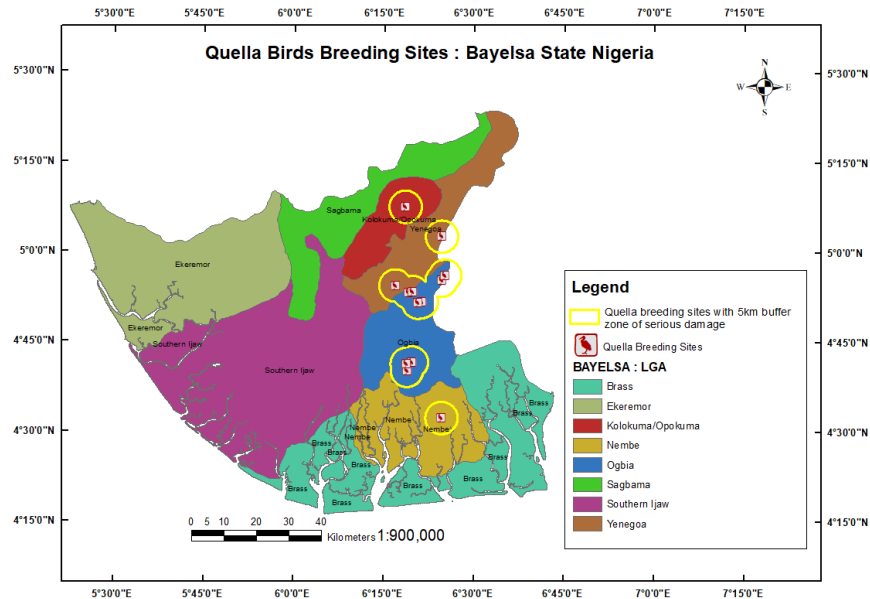 5°30'0"E 5°45'0"E 6°0'0"E 6°15'0"E 6°30'0"E 6°45'0"E 7°0'0"E 7°15'0"E
Quella Birds Breeding Sites : Bayelsa State Nigeria
5°30'0"N
5°30'0"N
N
W E
S
5°15'0"N
5°15'0"N
Sagbama
Kolokuma/Opokuma
Yenegoa
5°0'0"N
5°0'0"N
Ekeremor
Ekeremor
Southern Ijaw
Southern Ijaw
Ogbia
4°45'0"N
4°45'0"N
Nembe
Nembe
Nembe
Nembe
4°30'0"N
4°30'0"N
Brass
Brass
Brass
Brass
Brass
Brass
Brass
Brass
Brass
Brass
4°15'0"N
4°15'0"N
Legend
Quella breeding sites with 5km buffer
zone of serious damage
Quella Breeding Sites
BAYELSA : LGA
Brass
Ekeremor
Kolokuma/Opokuma
Nembe
Ogbia
Sagbama
Southern Ijaw
Yenegoa
0 5 10 20 30 40
Kilometers 1:900,000
5°30'0"E 5°45'0"E 6°0'0"E 6°15'0"E 6°30'0"E 6°45'0"E 7°0'0"E 7°15'0"E